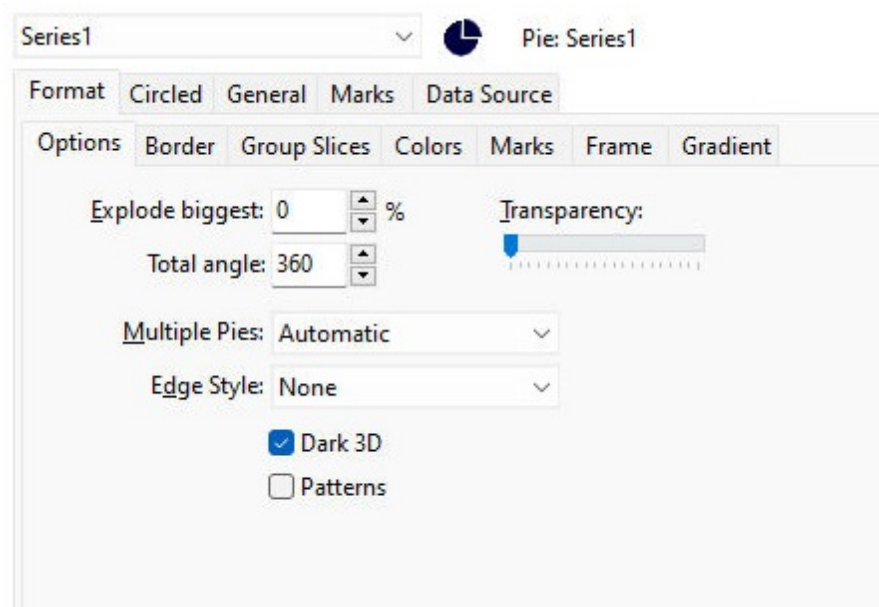 Series1 Pie: Series1
Format Circled General Marks Data Source
Options Border Group Slices Colors Marks Frame Gradient
Explode biggest: 0 % Transparency:
Total angle: 360
Multiple Pies: Automatic
Edge Style: None
Dark 3D
Patterns